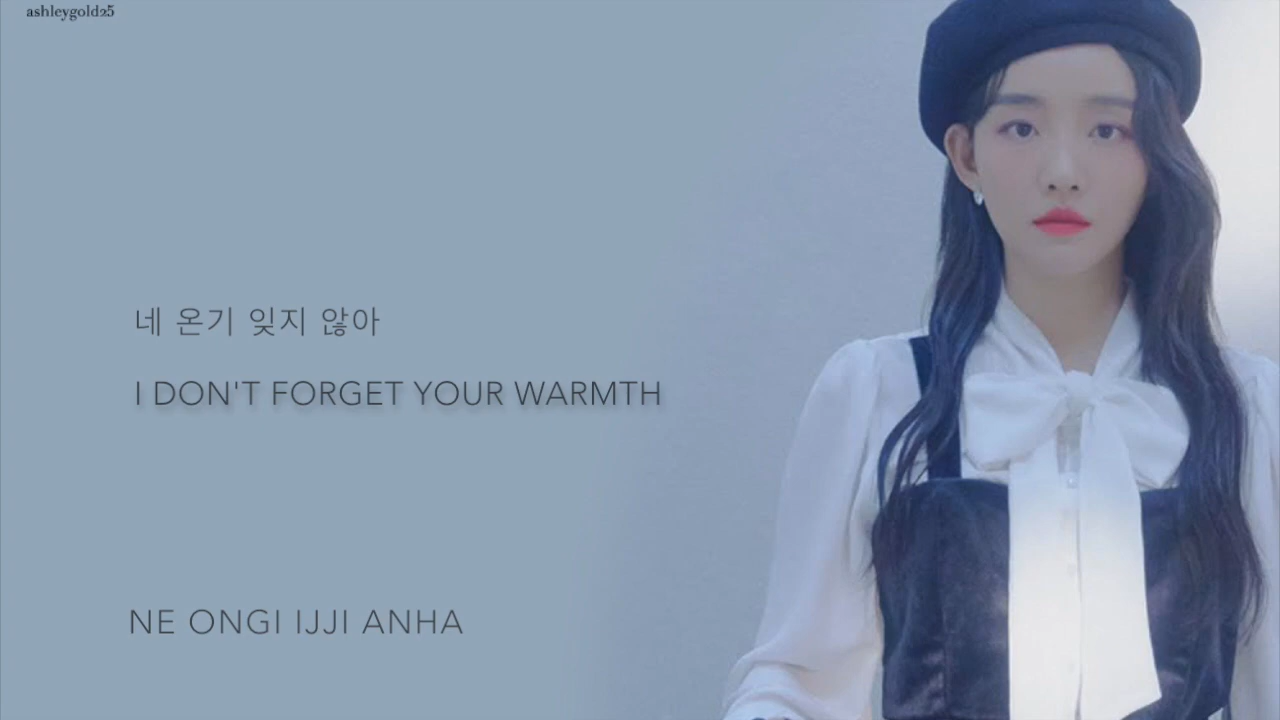 ashleygold25
네 온기 잊지 않아
I DON'T FORGET YOUR WARMTH
NE ONGI IJJI ANHA